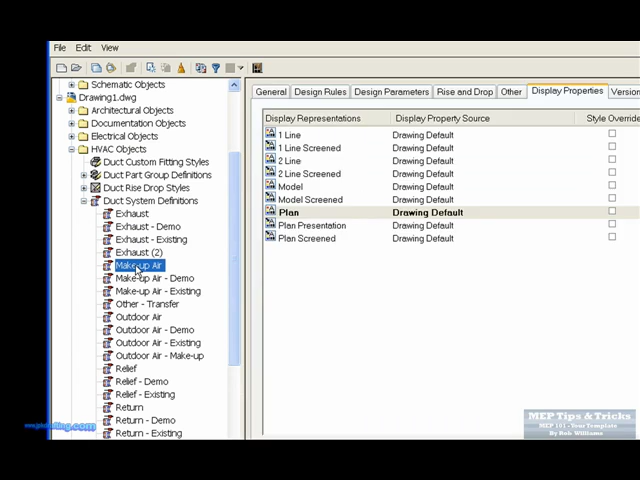 File Edit View
Schematic Objects
Drawing1.dwg
Architectural Objects
Documentation Objects
Electrical Objects
HVAC Objects
Duct Custom Fitting Styles
Duct Part Group Definitions
Duct Rise Drop Styles
Duct System Definitions
Exhaust
Exhaust - Demo
Exhaust - Existing
Exhaust (2)
Make-up Air
Make-up Air - Demo
Make-up Air - Existing
Other - Transfer
Outdoor Air
Outdoor Air - Demo
Outdoor Air - Existing
Outdoor Air - Make-up
Relief
Relief - Demo
Relief - Existing
Return
Return - Demo
Return - Existing
General Design Rules Design Parameters Rise and Drop Other Display Properties Version
Display Representations Display Property Source Style Override
1 Line Drawing Default
1 Line Screened Drawing Default
2 Line Drawing Default
2 Line Screened Drawing Default
Model Drawing Default
Model Screened Drawing Default
Plan Drawing Default
Plan Presentation Drawing Default
Plan Screened Drawing Default
MEP Tips & Tricks
MEP 101 - Your Template
By Bob Williams